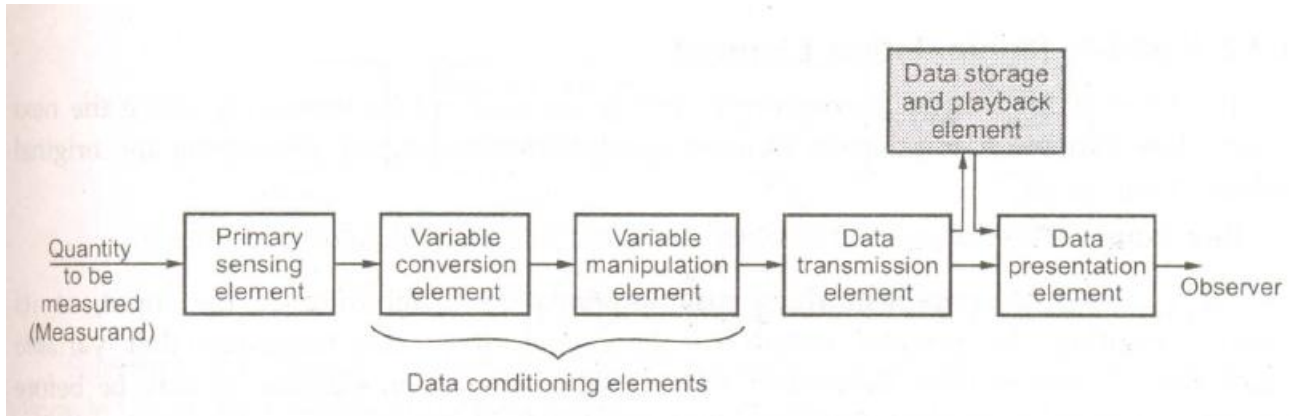 Data storage
and playback
element
Quantity
to be
measured
(Measurand)
Primary
sensing
element
Variable
conversion
element
Variable
manipulation
element
Data
transmission
element
Data
presentation
element
Observer
Data conditioning elements